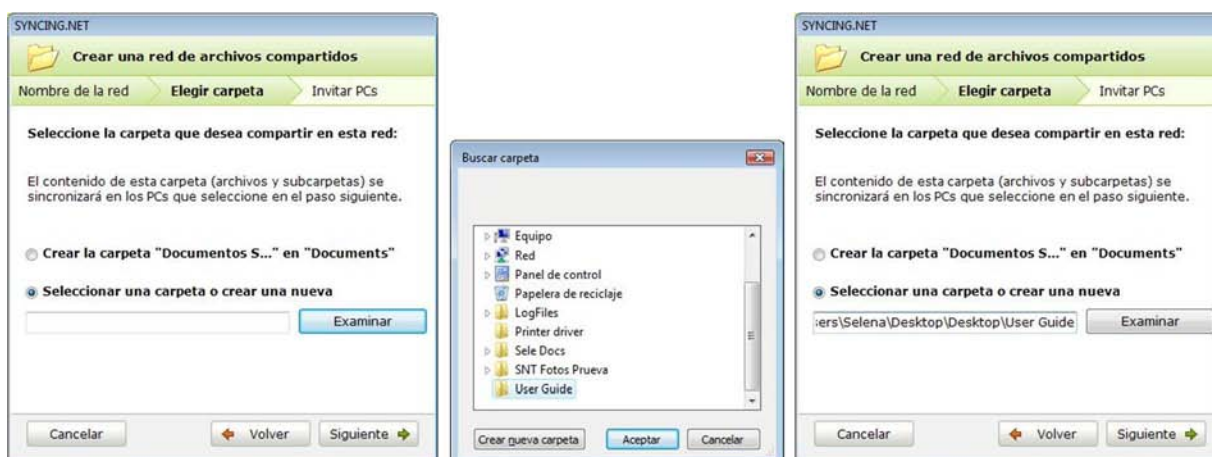 SYNCING.NET
Crear una red de archivos compartidos
Nombre de la red Elegir carpeta Invitar PCs
Seleccione la carpeta que desea compartir en esta red:
El contenido de esta carpeta (archivos y subcarpetas) se
sincronizará en los PCs que seleccione en el paso siguiente.
Crear la carpeta "Documentos S..." en "Documents"
Seleccionar una carpeta o crear una nueva
Examinar
Cancelar Volver Siguiente
Buscar carpeta
Equipo
Red
Panel de control
Papelera de reciclaje
LogFiles
Printer driver
Sele Docs
SNT Fotos Prueva
User Guide
Crear nueva carpeta Aceptar Cancelar
SYNCING.NET
Crear una red de archivos compartidos
Nombre de la red Elegir carpeta Invitar PCs
Seleccione la carpeta que desea compartir en esta red:
El contenido de esta carpeta (archivos y subcarpetas) se
sincronizará en los PCs que seleccione en el paso siguiente.
Crear la carpeta "Documentos S..." en "Documents"
Seleccionar una carpeta o crear una nueva
sers\Selena\Desktop\Desktop\User Guide Examinar
Cancelar Volver Siguiente